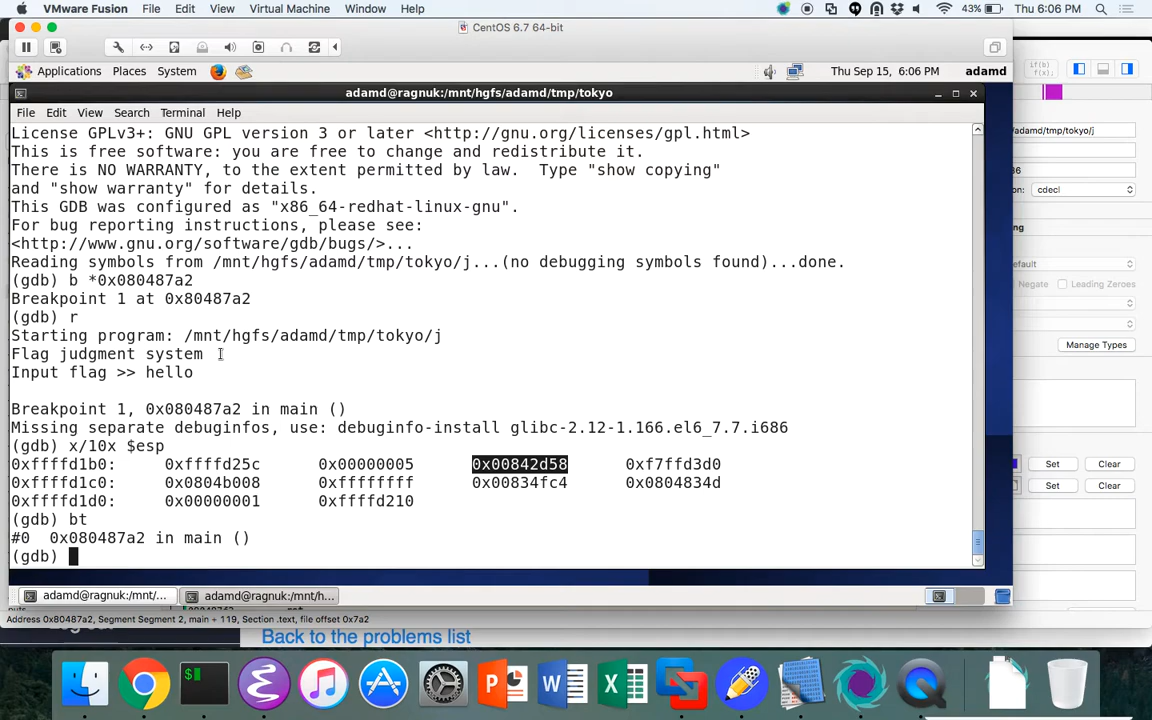 VMware Fusion File Edit View Virtual Machine Window Help 43% Thu 6:06 PM
CentOS 6.7 64-bit
Applications Places System Thu Sep 15, 6:06 PM adamd
adamd@ragnuk:/mnt/hgfs/adamd/tmp/tokyo
File Edit View Search Terminal Help
License GPLv3+: GNU GPL version 3 or later <http://gnu.org/licenses/gpl.html>
This is free software: you are free to change and redistribute it.
There is NO WARRANTY, to the extent permitted by law.  Type "show copying"
and "show warranty" for details.
This GDB was configured as "x86_64-redhat-linux-gnu".
For bug reporting instructions, please see:
<http://www.gnu.org/software/gdb/bugs/>...
Reading symbols from /mnt/hgfs/adamd/tmp/tokyo/j...(no debugging symbols found)...done.
(gdb) b *0x080487a2
Breakpoint 1 at 0x80487a2
(gdb) r
Starting program: /mnt/hgfs/adamd/tmp/tokyo/j
Flag judgment system
Input flag >> hello
Breakpoint 1, 0x080487a2 in main ()
Missing separate debuginfos, use: debuginfo-install glibc-2.12-1.166.el6_7.7.i686
(gdb) x/10x $esp
0xffffd1b0: 0xffffd25c 0x00000005 0x00842d58 0xf7ffd3d0
0xffffd1c0: 0x0804b008 0xffffffff 0x00834fc4 0x0804834d
0xffffd1d0: 0x00000001 0xffffd210
(gdb) bt
#0  0x080487a2 in main ()
(gdb)
adamd@ragnuk:/mnt/... adamd@ragnuk:/mnt/h...
Address 0x80487a2, Segment Segment 2, main + 119, Section .text, file offset 0x7a2
Back to the problems list
if(b)
f(x);
adamd/tmp/tokyo/j
86
on: cdecl
ng
efault
Negate Leading Zeroes
Manage Types
Set Clear
Set Clear